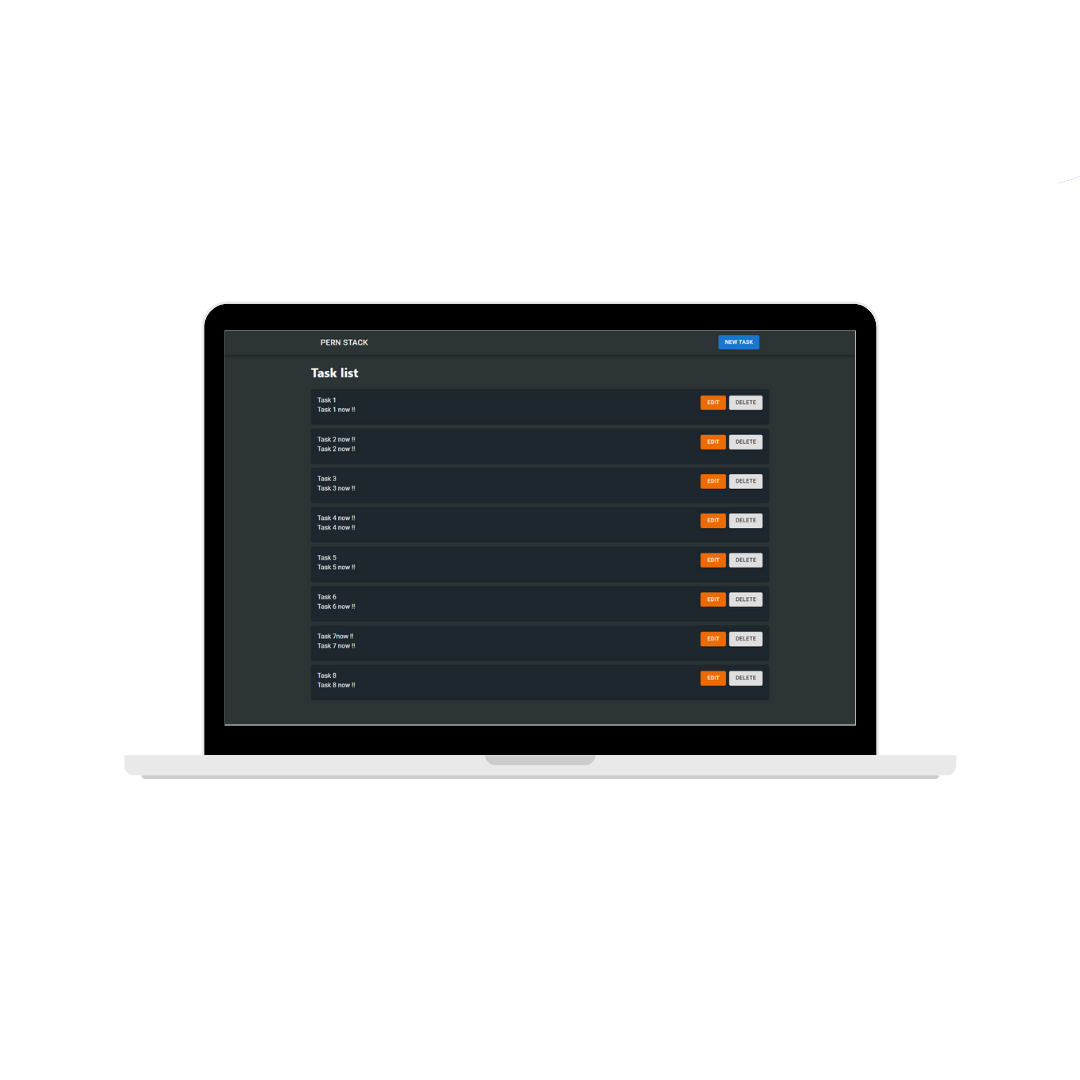 PERN STACK
NEW TASK
Task list
Task 1
Task 1 now !!
EDIT
DELETE
Task 2 now !!
Task 2 now !!
EDIT
DELETE
Task 3
Task 3 now !!
EDIT
DELETE
Task 4 now !!
Task 4 now !!
EDIT
DELETE
Task 5
Task 5 now !!
EDIT
DELETE
Task 6
Task 6 now !!
EDIT
DELETE
Task 7now !!
Task 7 now !!
EDIT
DELETE
Task 8
Task 8 now !!
EDIT
DELETE